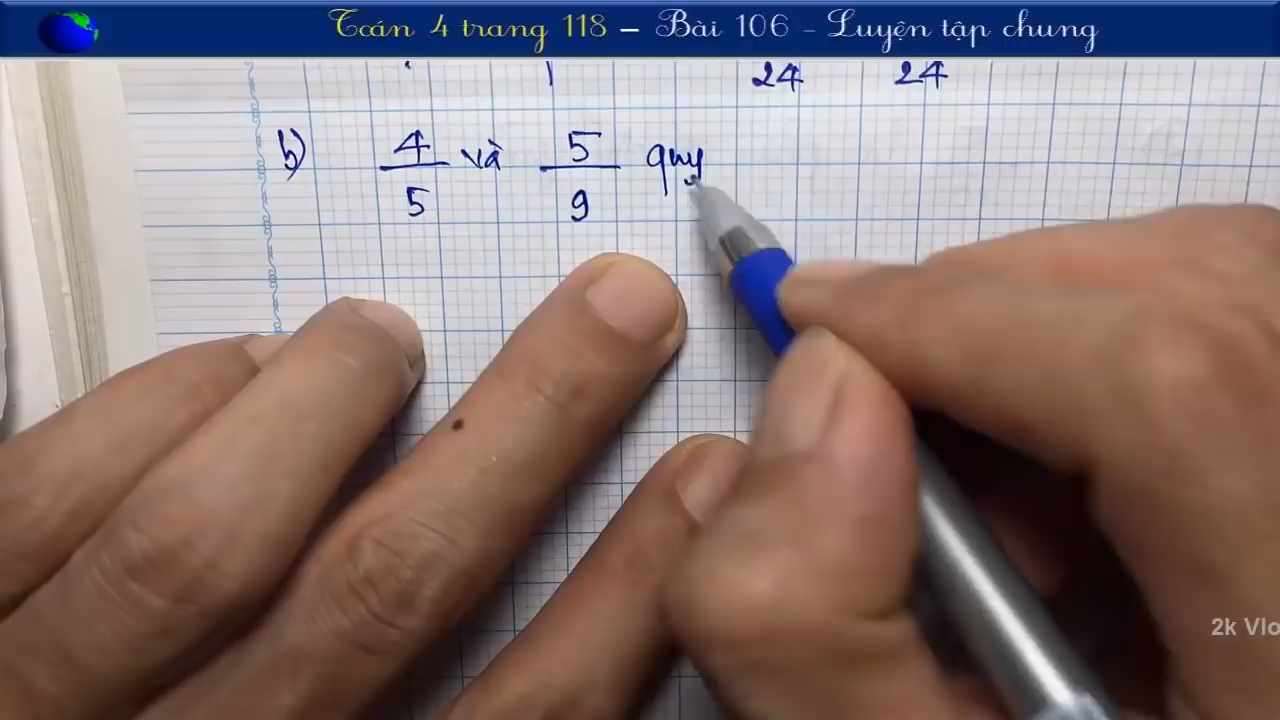 Toán 4 trang 118 – Bài 106 - Luyện tập chung
24 24
b) 4/5 và 5/9 quy
2k Vlo